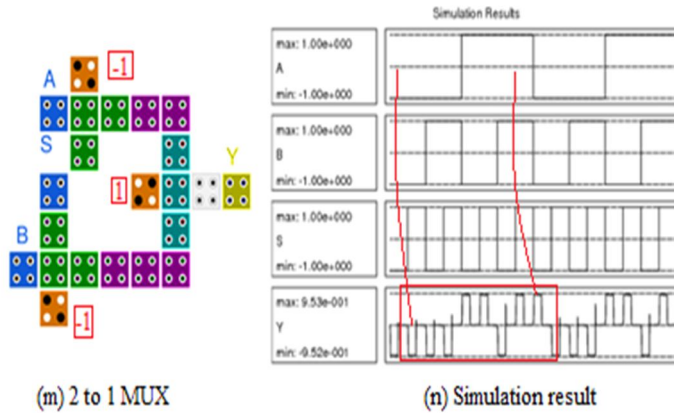 Simulation Results
A
-1
S
1
Y
B
-1
max: 1.00e+000
A
min: -1.00e+000
max: 1.00e+000
B
min: -1.00e+000
max: 1.00e+000
S
min: -1.00e+000
max: 9.53e-001
Y
min: -9.52e-001
(m) 2 to 1 MUX
(n) Simulation result